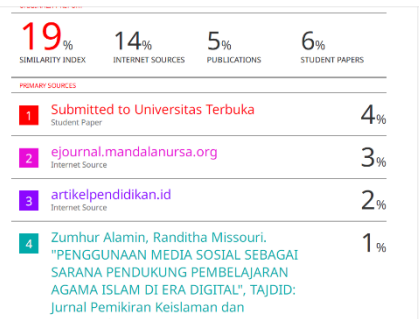 19%
SIMILARITY INDEX
14%
INTERNET SOURCES
5%
PUBLICATIONS
6%
STUDENT PAPERS
PRIMARY SOURCES
1
Submitted to Universitas Terbuka
Student Paper
4%
2
ejournal.mandalanursa.org
Internet Source
3%
3
artikelpendidikan.id
Internet Source
2%
4
Zumhur Alamin, Randitha Missouri.
"PENGGUNAAN MEDIA SOSIAL SEBAGAI
SARANA PENDUKUNG PEMBELAJARAN
AGAMA ISLAM DI ERA DIGITAL", TAJDID:
Jurnal Pemikiran Keislaman dan
1%